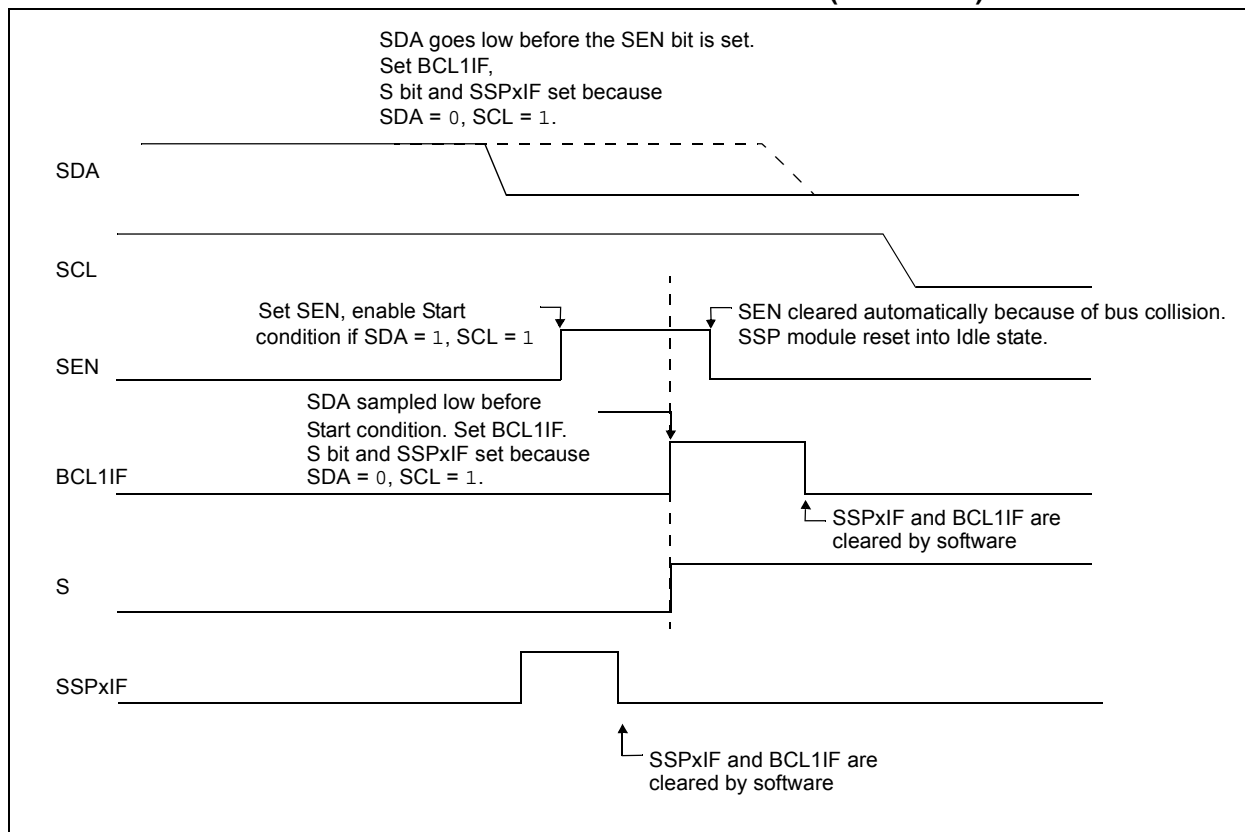 SDA goes low before the SEN bit is set.
Set BCL1IF,
S bit and SSPxIF set because
SDA = 0, SCL = 1.
SDA
SCL
Set SEN, enable Start
condition if SDA = 1, SCL = 1
SEN cleared automatically because of bus collision.
SSP module reset into Idle state.
SEN
SDA sampled low before
Start condition. Set BCL1IF.
S bit and SSPxIF set because
SDA = 0, SCL = 1.
BCL1IF
SSPxIF and BCL1IF are
cleared by software
S
SSPxIF
SSPxIF and BCL1IF are
cleared by software